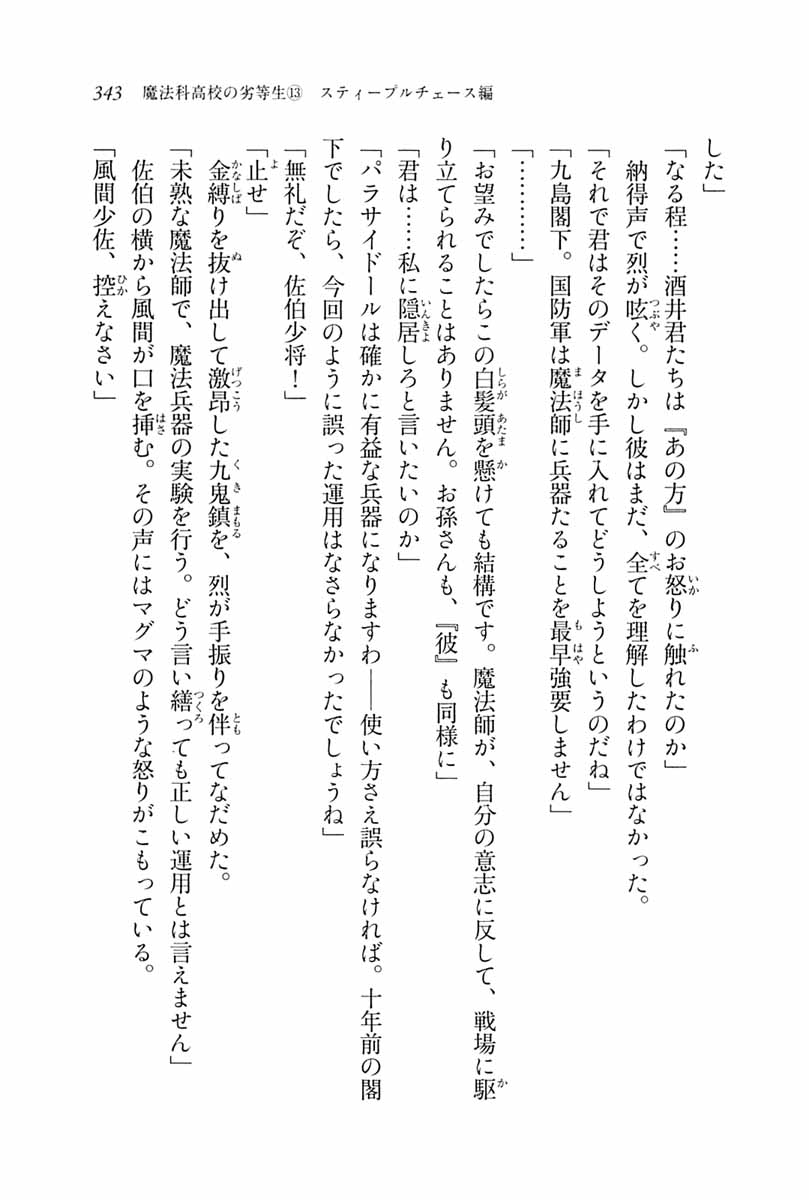 343　魔法科高校の劣等生⑬　スティープルチェース編
した」
「なる程……酒井君たちは『あの方』のお怒りに触れたのか」
　納得声で烈が呟く。しかし彼はまだ、全てを理解したわけではなかった。
「それで君はそのデータを手に入れてどうしようというのだね」
「九島閣下。国防軍は魔法師に兵器たることを最早強要しません」
「…………」
「お望みでしたらこの白髪頭を懸けても結構です。魔法師が、自分の意志に反して、戦場に駆
り立てられることはありません。お孫さんも、『彼』も同様に」
「君は……私に隠居しろと言いたいのか」
「パラサイドールは確かに有益な兵器になりますわ――使い方さえ誤らなければ。十年前の閣
下でしたら、今回のように誤った運用はなさらなかったでしょうね」
「無礼だぞ、佐伯少将！」
「止せ」
　金縛りを抜け出して激昂した九鬼鎮を、烈が手振りを伴ってなだめた。
「未熟な魔法師で、魔法兵器の実験を行う。どう言い繕っても正しい運用とは言えません」
　佐伯の横から風間が口を挿む。その声にはマグマのような怒りがこもっている。
「風間少佐、控えなさい」